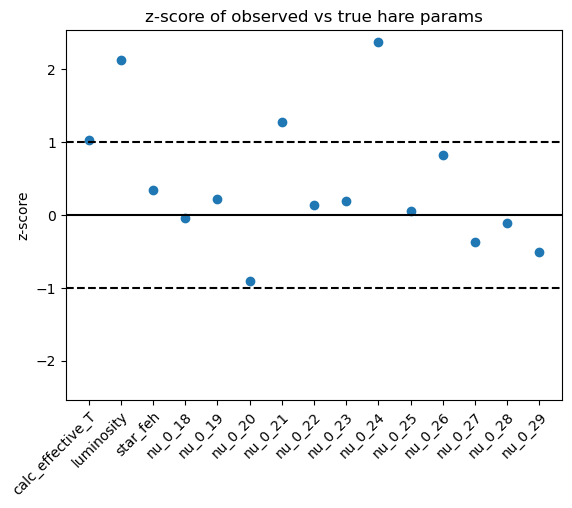 z-score of observed vs true hare params
z-score
2
1
0
−1
−2
calc_effective_T
luminosity
star_feh
nu_0_18
nu_0_19
nu_0_20
nu_0_21
nu_0_22
nu_0_23
nu_0_24
nu_0_25
nu_0_26
nu_0_27
nu_0_28
nu_0_29